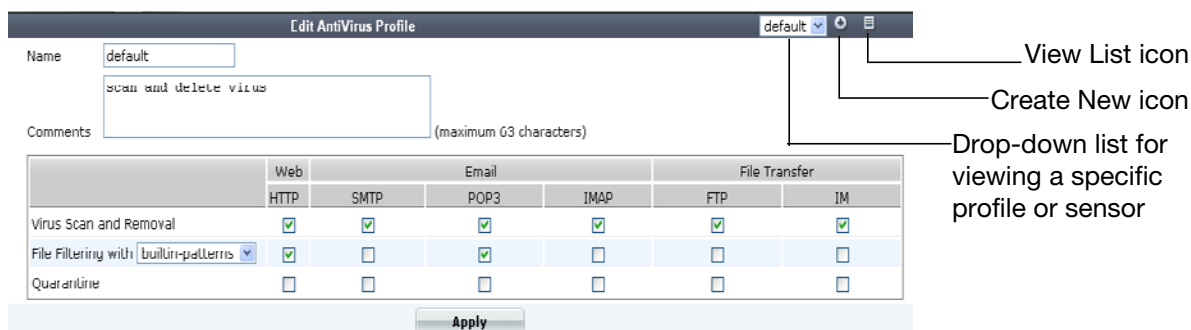 Edit AntiVirus Profile
default
View List icon
Create New icon
Drop-down list for
viewing a specific
profile or sensor
Name default
Comments scan and delete virus (maximum 63 characters)
Web Email File Transfer
HTTP SMTP POP3 IMAP FTP IM
Virus Scan and Removal
File Filtering with builtin-patterns
Quarantine
Apply